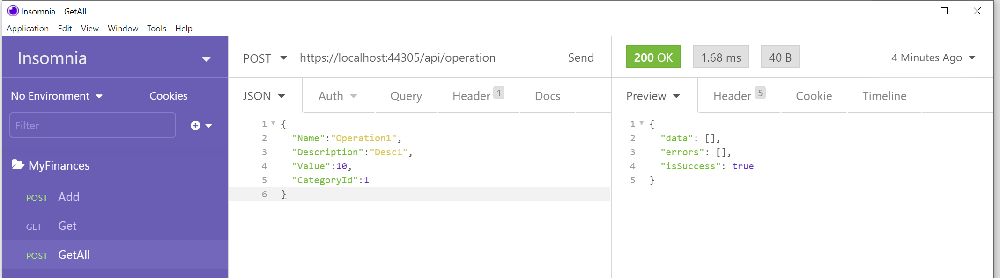 Insomnia – GetAll
Application Edit View Window Tools Help
Insomnia
POST https://localhost:44305/api/operation Send
200 OK 1.68 ms 40 B 4 Minutes Ago
No Environment Cookies
JSON Auth Query Header 1 Docs
Preview Header 5 Cookie Timeline
Filter
MyFinances
POST Add
GET Get
POST GetAll
1 {
2 "Name":"Operation1",
3 "Description":"Desc1",
4 "Value":10,
5 "CategoryId":1
6 }
1 {
2 "data": [],
3 "errors": [],
4 "isSuccess": true
5 }